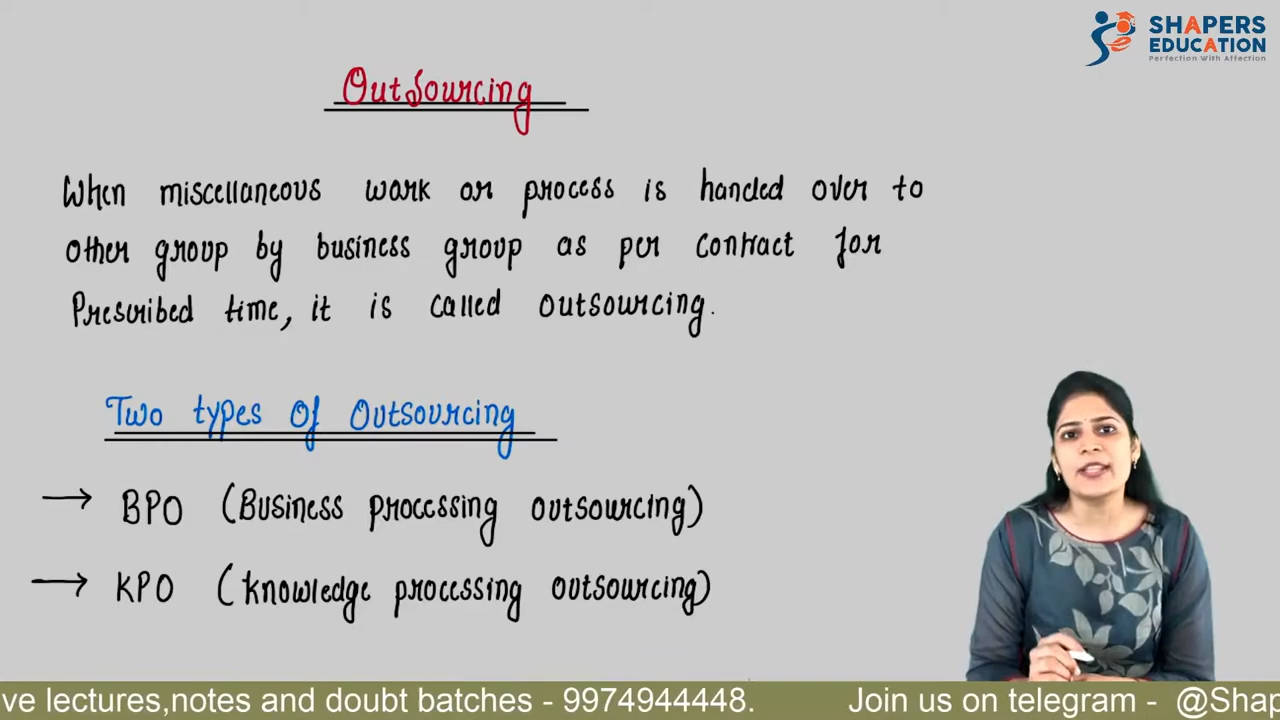 SHAPERS
EDUCATION
Perfection With Affection
Outsourcing
When miscellaneous work or process is handed over to
other group by business group as per contract for
Prescribed time, it is called outsourcing.
Two types of Outsourcing
→ BPO (Business processing outsourcing)
→ KPO (Knowledge processing outsourcing)
ve lectures,notes and doubt batches - 9974944448. Join us on telegram - @Shap